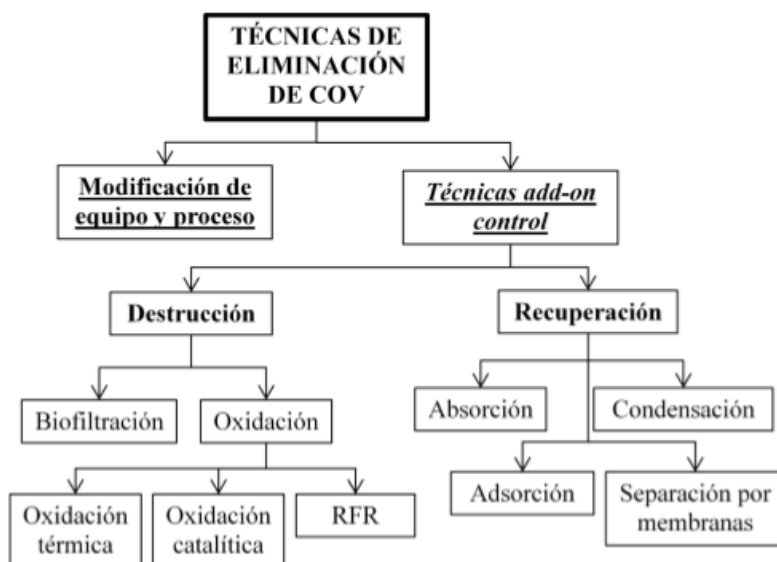 TÉCNICAS DE
ELIMINACIÓN
DE COV
Modificación de
equipo y proceso
Técnicas add-on
control
Destrucción
Recuperación
Biofiltración
Oxidación
Absorción
Condensación
Oxidación
térmica
Oxidación
catalítica
RFR
Adsorción
Separación por
membranas